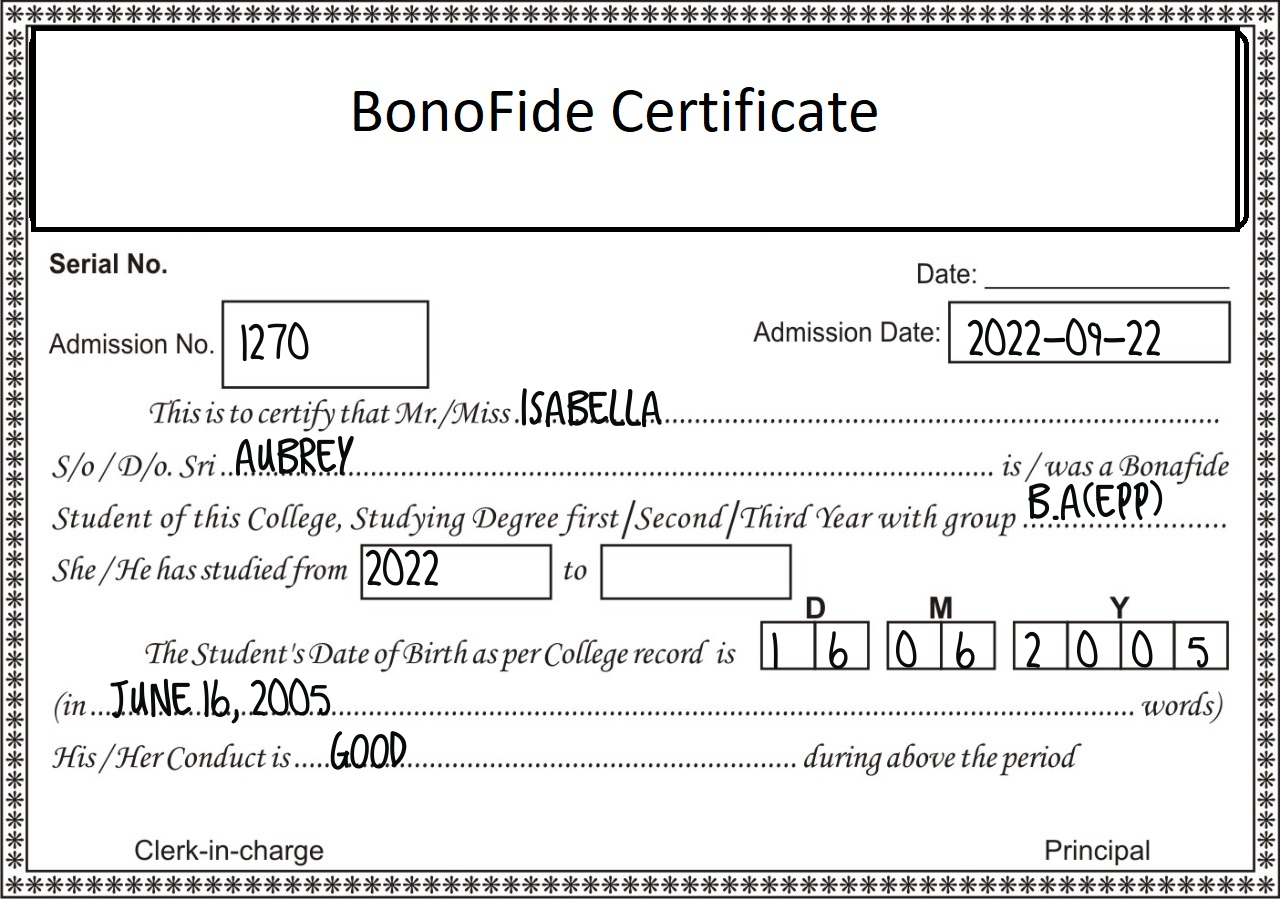 BonoFide Certificate
Serial No.
Date:
Admission No. 1270
Admission Date: 2022-09-22
This is to certify that Mr./Miss ISABELLA
S/o / D/o. Sri AUBREY is / was a Bonafide
Student of this College, Studying Degree first/Second/Third Year with group B.A(EPP)
She / He has studied from 2022 to
D M Y
The Student's Date of Birth as per College record is 1 6 0 6 2 0 0 5
(in JUNE 16, 2005 words)
His / Her Conduct is GOOD during above the period
Clerk-in-charge
Principal